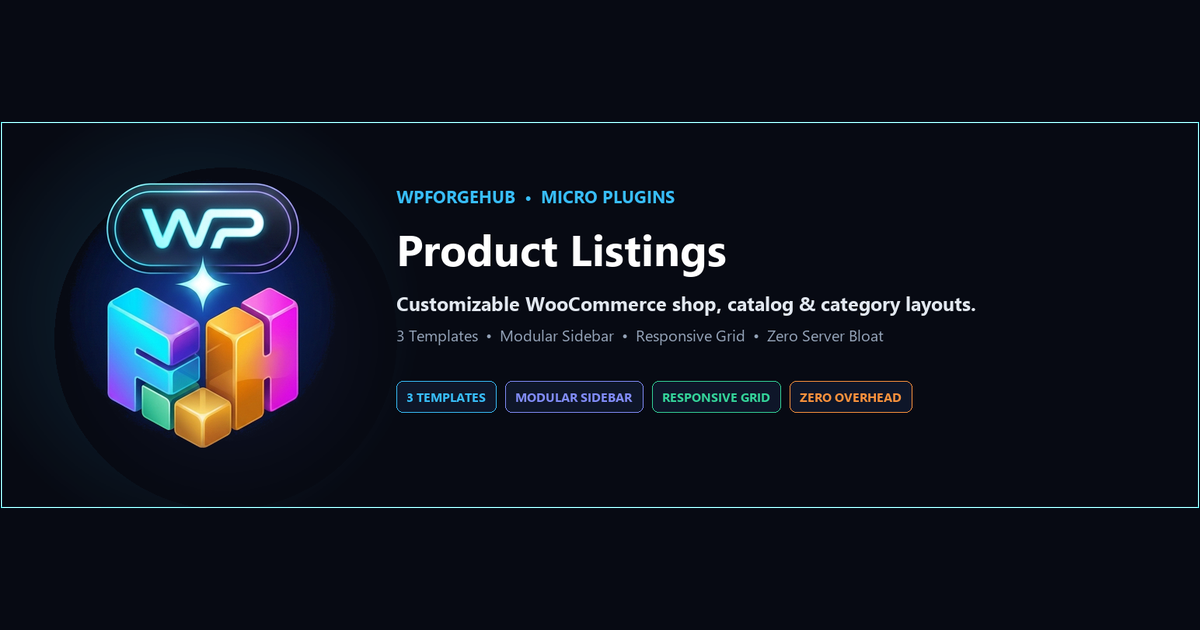 WP
FH
WPFORGEHUB • MICRO PLUGINS
Product Listings
Customizable WooCommerce shop, catalog & category layouts.
3 Templates • Modular Sidebar • Responsive Grid • Zero Server Bloat
3 TEMPLATES MODULAR SIDEBAR RESPONSIVE GRID ZERO OVERHEAD